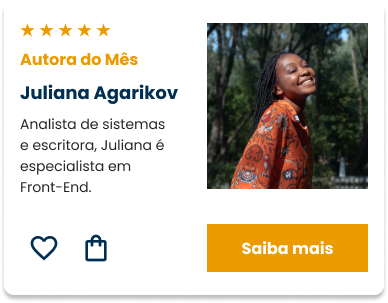 Autora do Mês
Juliana Agarikov
Analista de sistemas
e escritora, Juliana é
especialista em
Front-End.
Saiba mais